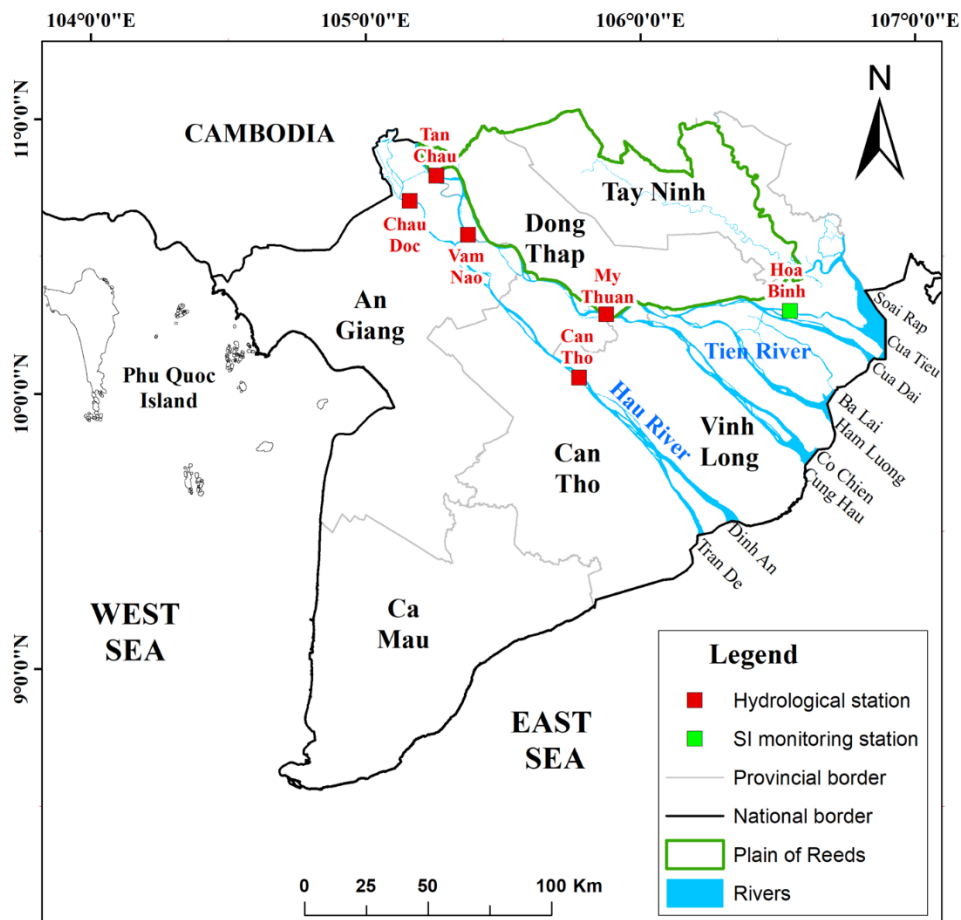 104°0'0"E
105°0'0"E
106°0'0"E
107°0'0"E
11°0'0"N
10°0'0"N
9°0'0"N
N
CAMBODIA
Tan
Chau
Chau
Doc
Vam
Nao
Tay Ninh
Dong
Thap
My
Thuan
Hoa
Binh
An
Giang
Can
Tho
Phu Quoc
Island
Tien River
Hau River
Soai Rap
Cua Tieu
Cua Dai
Ba Lai
Ham Luong
Co Chien
Cung Hau
Dinh An
Tran De
Vinh
Long
Can
Tho
Ca
Mau
WEST
SEA
EAST
SEA
Legend
Hydrological station
SI monitoring station
Provincial border
National border
Plain of Reeds
Rivers
0 25 50 100 Km